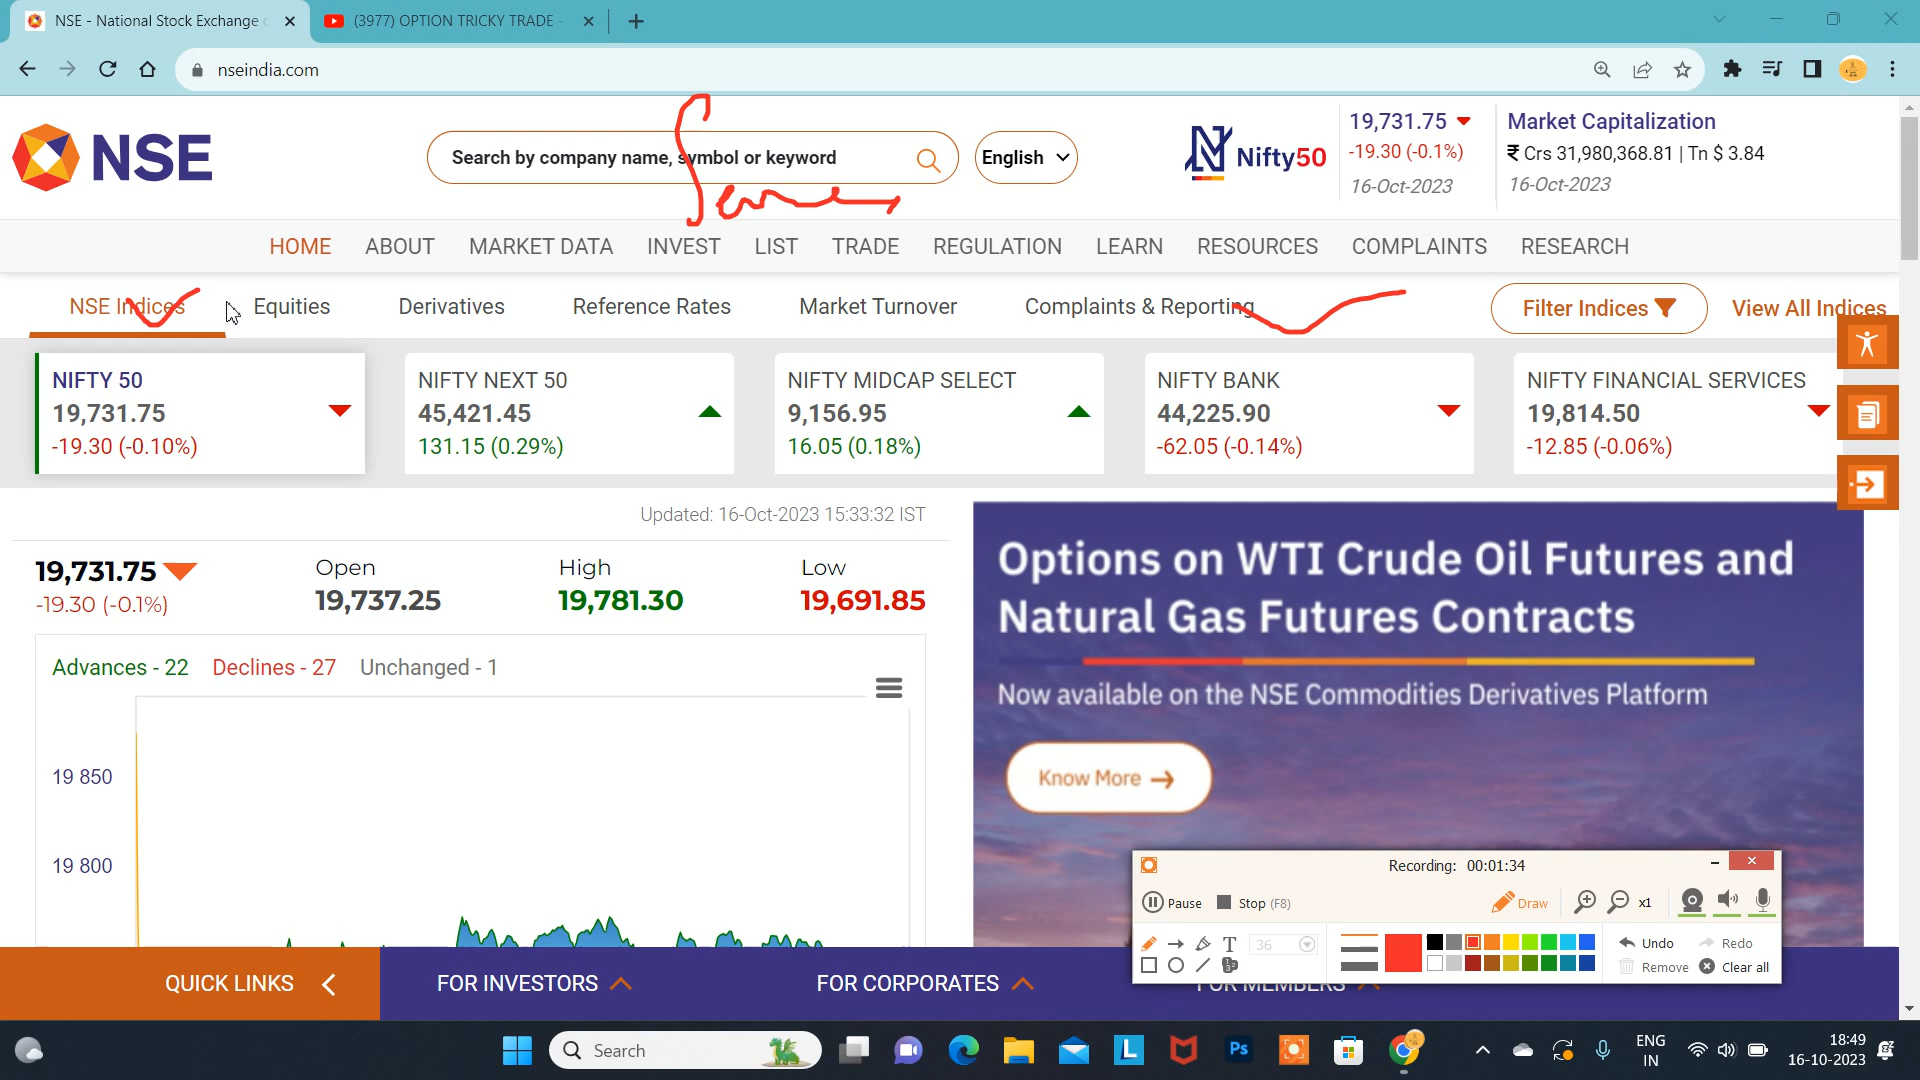 NSE - National Stock Exchange o
(3977) OPTION TRICKY TRADE -
nseindia.com
NSE
Search by company name, symbol or keyword
English
Nifty50
19,731.75
-19.30 (-0.1%)
16-Oct-2023
Market Capitalization
₹ Crs 31,980,368.81 | Tn $ 3.84
16-Oct-2023
HOME ABOUT MARKET DATA INVEST LIST TRADE REGULATION LEARN RESOURCES COMPLAINTS RESEARCH
NSE Indices Equities Derivatives Reference Rates Market Turnover Complaints & Reporting Filter Indices View All Indices
NIFTY 50
19,731.75
-19.30 (-0.10%)
NIFTY NEXT 50
45,421.45
131.15 (0.29%)
NIFTY MIDCAP SELECT
9,156.95
16.05 (0.18%)
NIFTY BANK
44,225.90
-62.05 (-0.14%)
NIFTY FINANCIAL SERVICES
19,814.50
-12.85 (-0.06%)
Updated: 16-Oct-2023 15:33:32 IST
19,731.75
-19.30 (-0.1%)
Open
19,737.25
High
19,781.30
Low
19,691.85
Advances - 22 Declines - 27 Unchanged - 1
19 850
19 800
Options on WTI Crude Oil Futures and
Natural Gas Futures Contracts
Now available on the NSE Commodities Derivatives Platform
Know More
Recording: 00:01:34
Pause Stop (F8) Draw x1
T 36 Undo Redo
Remove Clear all
QUICK LINKS FOR INVESTORS FOR CORPORATES FOR MEMBERS
Search
L
Ps
ENG
IN
18:49
16-10-2023